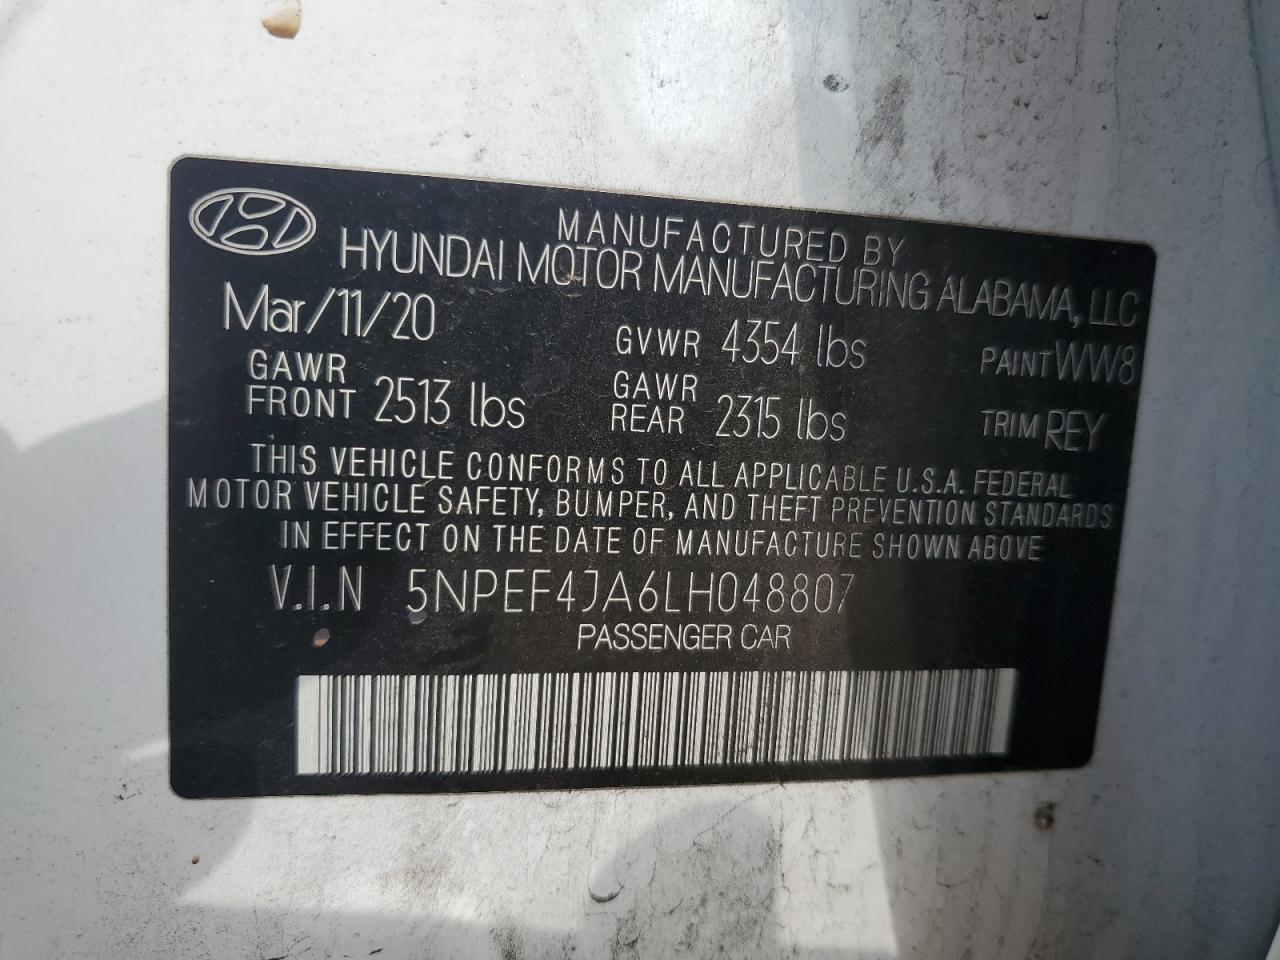 MANUFACTURED BY
HYUNDAI MOTOR MANUFACTURING ALABAMA, LLC
Mar/11/20 GVWR 4354 lbs PAINT WW8
GAWR FRONT 2513 lbs GAWR REAR 2315 lbs TRIM REY
THIS VEHICLE CONFORMS TO ALL APPLICABLE U.S.A. FEDERAL
MOTOR VEHICLE SAFETY, BUMPER, AND THEFT PREVENTION STANDARDS
IN EFFECT ON THE DATE OF MANUFACTURE SHOWN ABOVE
V.I.N 5NPEF4JA6LH048807
PASSENGER CAR